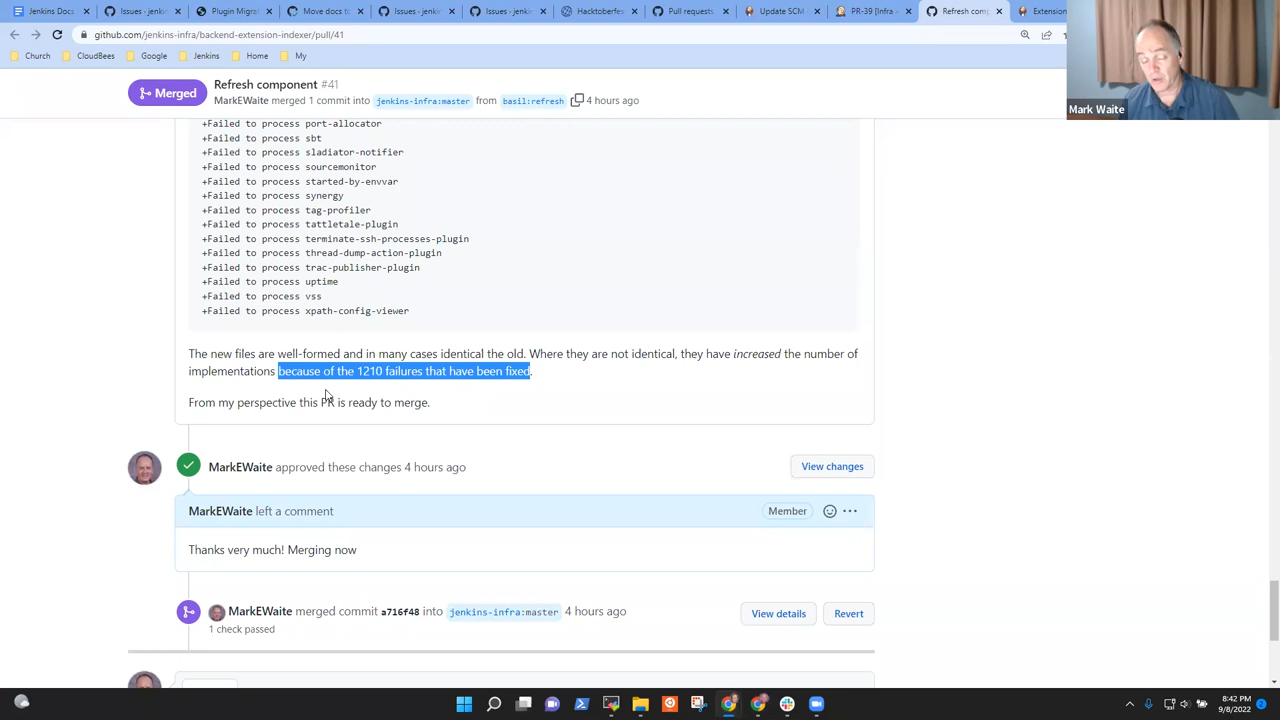 Jenkins Docs
Issues · jenki
Plugin Migrat
Move docs to
Issues · jenki
Issues · jenki
Hacktoberfes
Pull requests
Update SCM
PR-39 [Infra
Refresh com
Extension
github.com/jenkins-infra/backend-extension-indexer/pull/41
Church
CloudBees
Google
Jenkins
Home
My
Mark Waite
Merged
Refresh component #41
MarkEWaite merged 1 commit into jenkins-infra:master from basil:refresh 4 hours ago
+Failed to process port-allocator
+Failed to process sbt
+Failed to process sladiator-notifier
+Failed to process sourcemonitor
+Failed to process started-by-envvar
+Failed to process synergy
+Failed to process tag-profiler
+Failed to process tattletale-plugin
+Failed to process terminate-ssh-processes-plugin
+Failed to process thread-dump-action-plugin
+Failed to process trac-publisher-plugin
+Failed to process uptime
+Failed to process vss
+Failed to process xpath-config-viewer
The new files are well-formed and in many cases identical the old. Where they are not identical, they have increased the number of
implementations because of the 1210 failures that have been fixed.
From my perspective this PR is ready to merge.
MarkEWaite approved these changes 4 hours ago
View changes
MarkEWaite left a comment
Member
Thanks very much! Merging now
MarkEWaite merged commit a716f48 into jenkins-infra:master 4 hours ago
View details
Revert
1 check passed
8:42 PM
9/8/2022
2